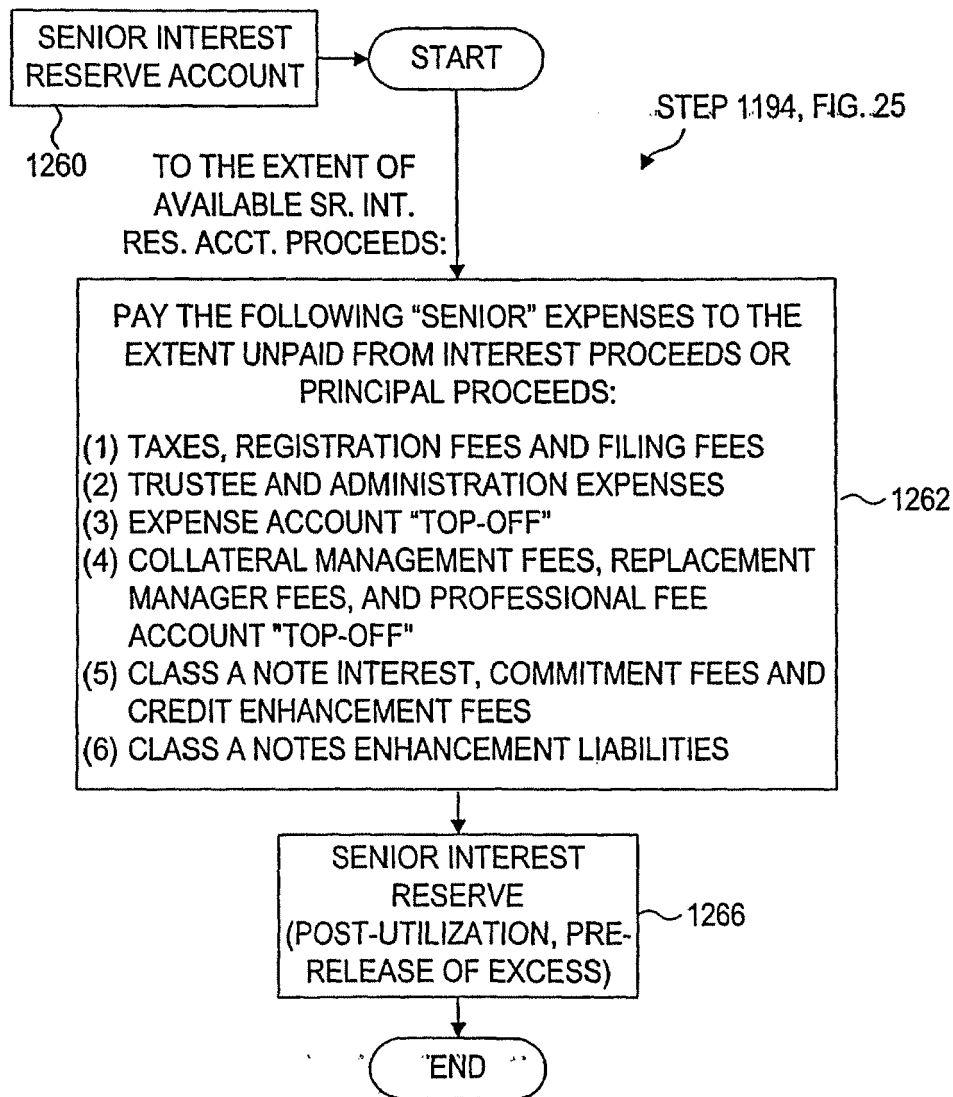 SENIOR INTEREST
RESERVE ACCOUNT
START
STEP 1194, FIG. 25
1260
TO THE EXTENT OF
AVAILABLE SR. INT.
RES. ACCT. PROCEEDS:
PAY THE FOLLOWING "SENIOR" EXPENSES TO THE
EXTENT UNPAID FROM INTEREST PROCEEDS OR
PRINCIPAL PROCEEDS:
(1) TAXES, REGISTRATION FEES AND FILING FEES
(2) TRUSTEE AND ADMINISTRATION EXPENSES
(3) EXPENSE ACCOUNT "TOP-OFF"
(4) COLLATERAL MANAGEMENT FEES, REPLACEMENT
MANAGER FEES, AND PROFESSIONAL FEE
ACCOUNT "TOP-OFF"
(5) CLASS A NOTE INTEREST, COMMITMENT FEES AND
CREDIT ENHANCEMENT FEES
(6) CLASS A NOTES ENHANCEMENT LIABILITIES
1262
SENIOR INTEREST
RESERVE
(POST-UTILIZATION, PRE-
RELEASE OF EXCESS)
1266
END